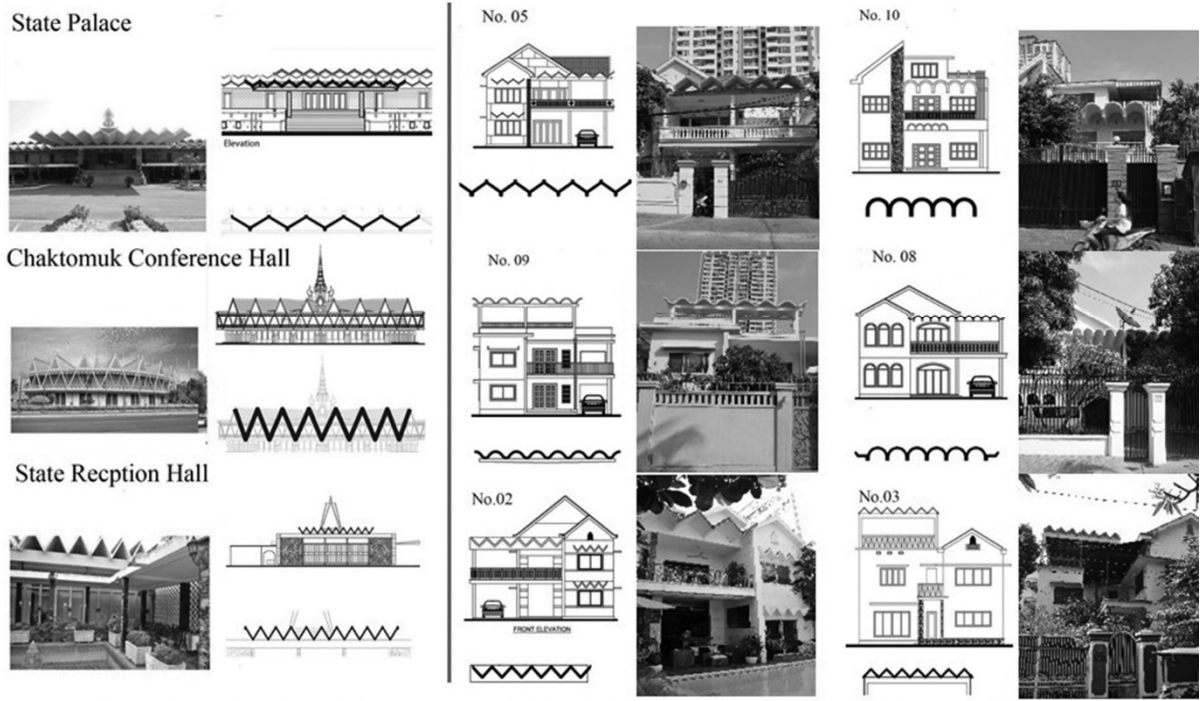 State Palace
Elevation
Chaktomuk Conference Hall
State Recption Hall
No. 05
No. 10
No. 09
No. 08
No.02
FRONT ELEVATION
No.03